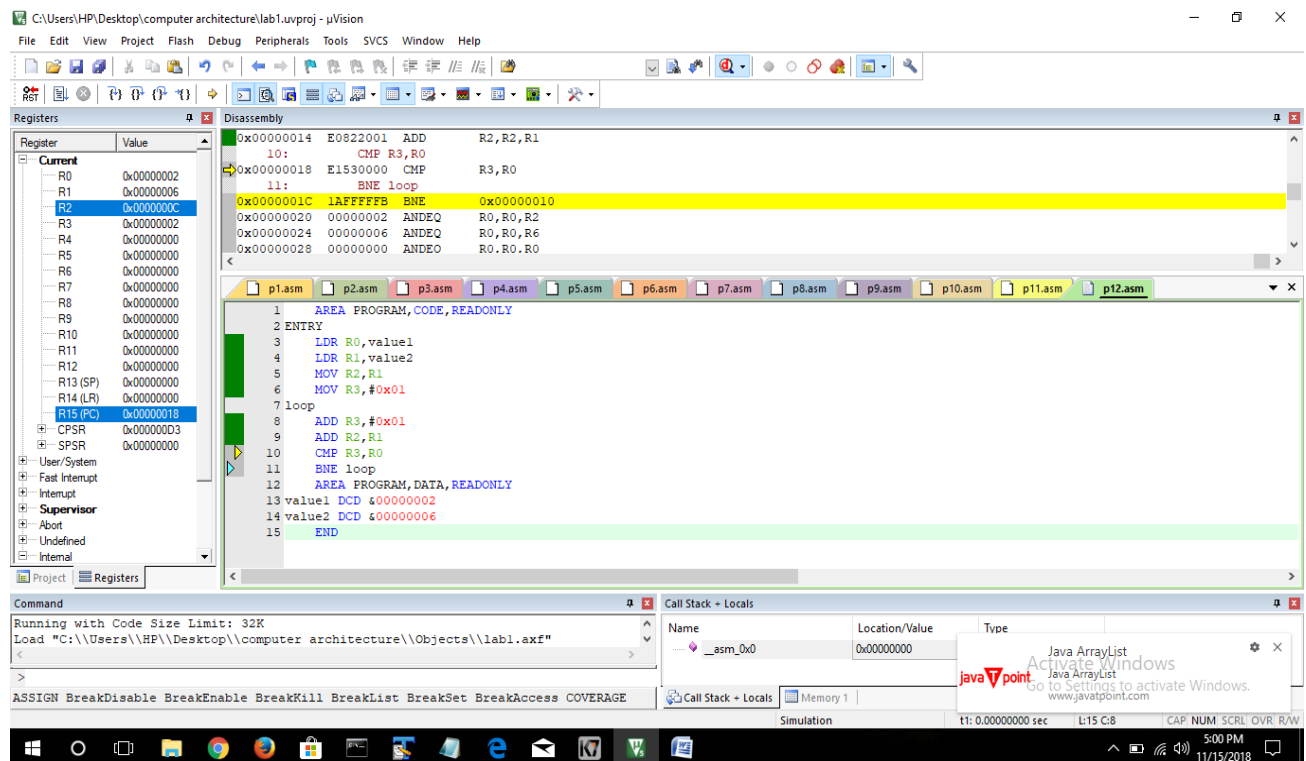 C:\Users\HP\Desktop\computer architecture\lab1.uvproj - µVision
File Edit View Project Flash Debug Peripherals Tools SVCS Window Help
RST
Registers
Register Value
Current
R0 0x00000002
R1 0x00000006
R2 0x0000000C
R3 0x00000002
R4 0x00000000
R5 0x00000000
R6 0x00000000
R7 0x00000000
R8 0x00000000
R9 0x00000000
R10 0x00000000
R11 0x00000000
R12 0x00000000
R13 (SP) 0x00000000
R14 (LR) 0x00000000
R15 (PC) 0x00000018
CPSR 0x000000D3
SPSR 0x00000000
User/System
Fast Interrupt
Interrupt
Supervisor
Abort
Undefined
Internal
Project Registers
Disassembly
0x00000014 E0822001 ADD R2,R2,R1
10: CMP R3,R0
0x00000018 E1530000 CMP R3,R0
11: BNE loop
0x0000001C 1AFFFFFB BNE 0x00000010
0x00000020 00000002 ANDEQ R0,R0,R2
0x00000024 00000006 ANDEQ R0,R0,R6
0x00000028 00000000 ANDEQ R0,R0,R0
p1.asm p2.asm p3.asm p4.asm p5.asm p6.asm p7.asm p8.asm p9.asm p10.asm p11.asm p12.asm
1 AREA PROGRAM,CODE,READONLY
2 ENTRY
3 LDR R0,value1
4 LDR R1,value2
5 MOV R2,R1
6 MOV R3,#0x01
7 loop
8 ADD R3,#0x01
9 ADD R2,R1
10 CMP R3,R0
11 BNE loop
12 AREA PROGRAM,DATA,READONLY
13 value1 DCD &00000002
14 value2 DCD &00000006
15 END
Command
Running with Code Size Limit: 32K
Load "C:\\Users\\HP\\Desktop\\computer architecture\\Objects\\lab1.axf"
>
ASSIGN BreakDisable BreakEnable BreakKill BreakList BreakSet BreakAccess COVERAGE
Call Stack + Locals
Name Location/Value Type
__asm_0x0 0x00000000
Call Stack + Locals Memory 1
Java ArrayList
Activate Windows
java T point Java ArrayList
Go to Settings to activate Windows.
www.javatpoint.com
Simulation t1: 0.00000000 sec L:15 C:8 CAP NUM SCRL OVR R/W
5:00 PM
11/15/2018